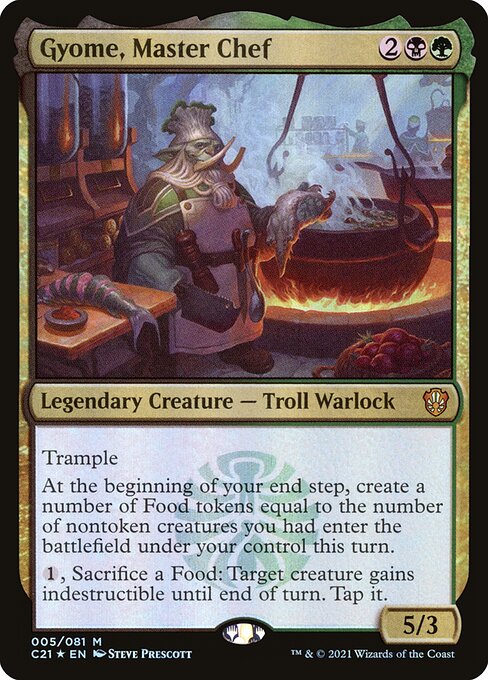 Gyome, Master Chef 2
Legendary Creature — Troll Warlock
Trample
At the beginning of your end step, create a
number of Food tokens equal to the number
of nontoken creatures you had enter the
battlefield under your control this turn.
1, Sacrifice a Food: Target creature gains
indestructible until end of turn. Tap it.
5/3
005/081 M
C21 ★ EN Steve Prescott
™ & © 2021 Wizards of the Coast